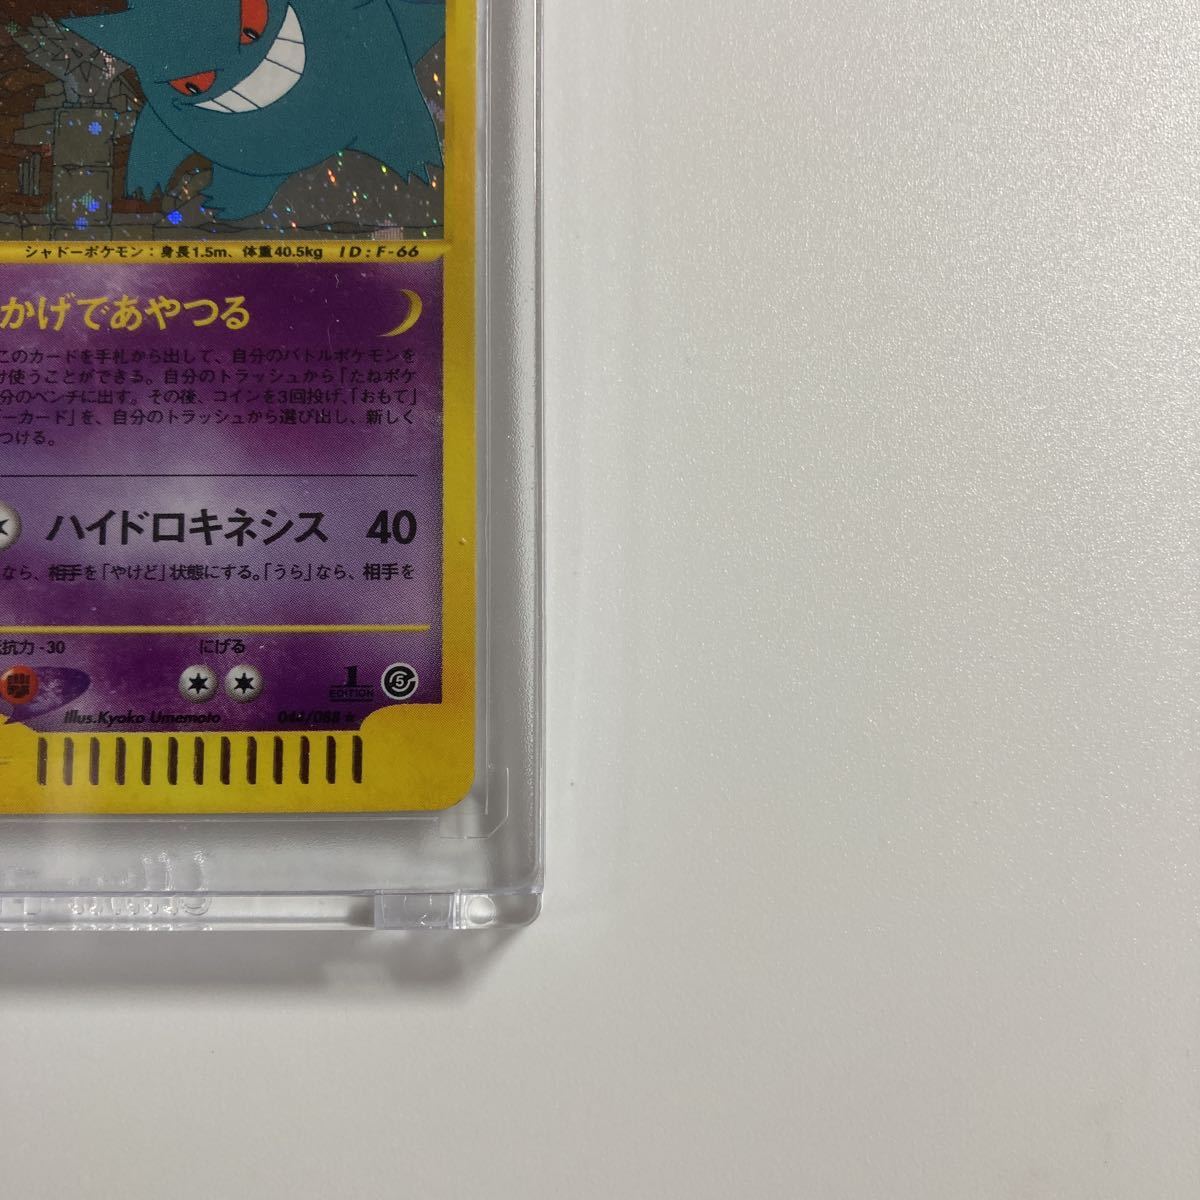 シャドーポケモン：身長1.5m、体重40.5kg ID：F-66
かげであやつる
このカードを手札から出して、自分のバトルポケモンを
け使うことができる。自分のトラッシュから「たねポケ
分のベンチに出す。その後、コインを3回投げ、「おもて」
ーカード」を、自分のトラッシュから選び出し、新しく
つける。
ハイドロキネシス 40
なら、相手を「やけど」状態にする。「うら」なら、相手を
抵抗力 -30 にげる
1 EDITION 5
Illus.Kyoko Umemoto /088 ★